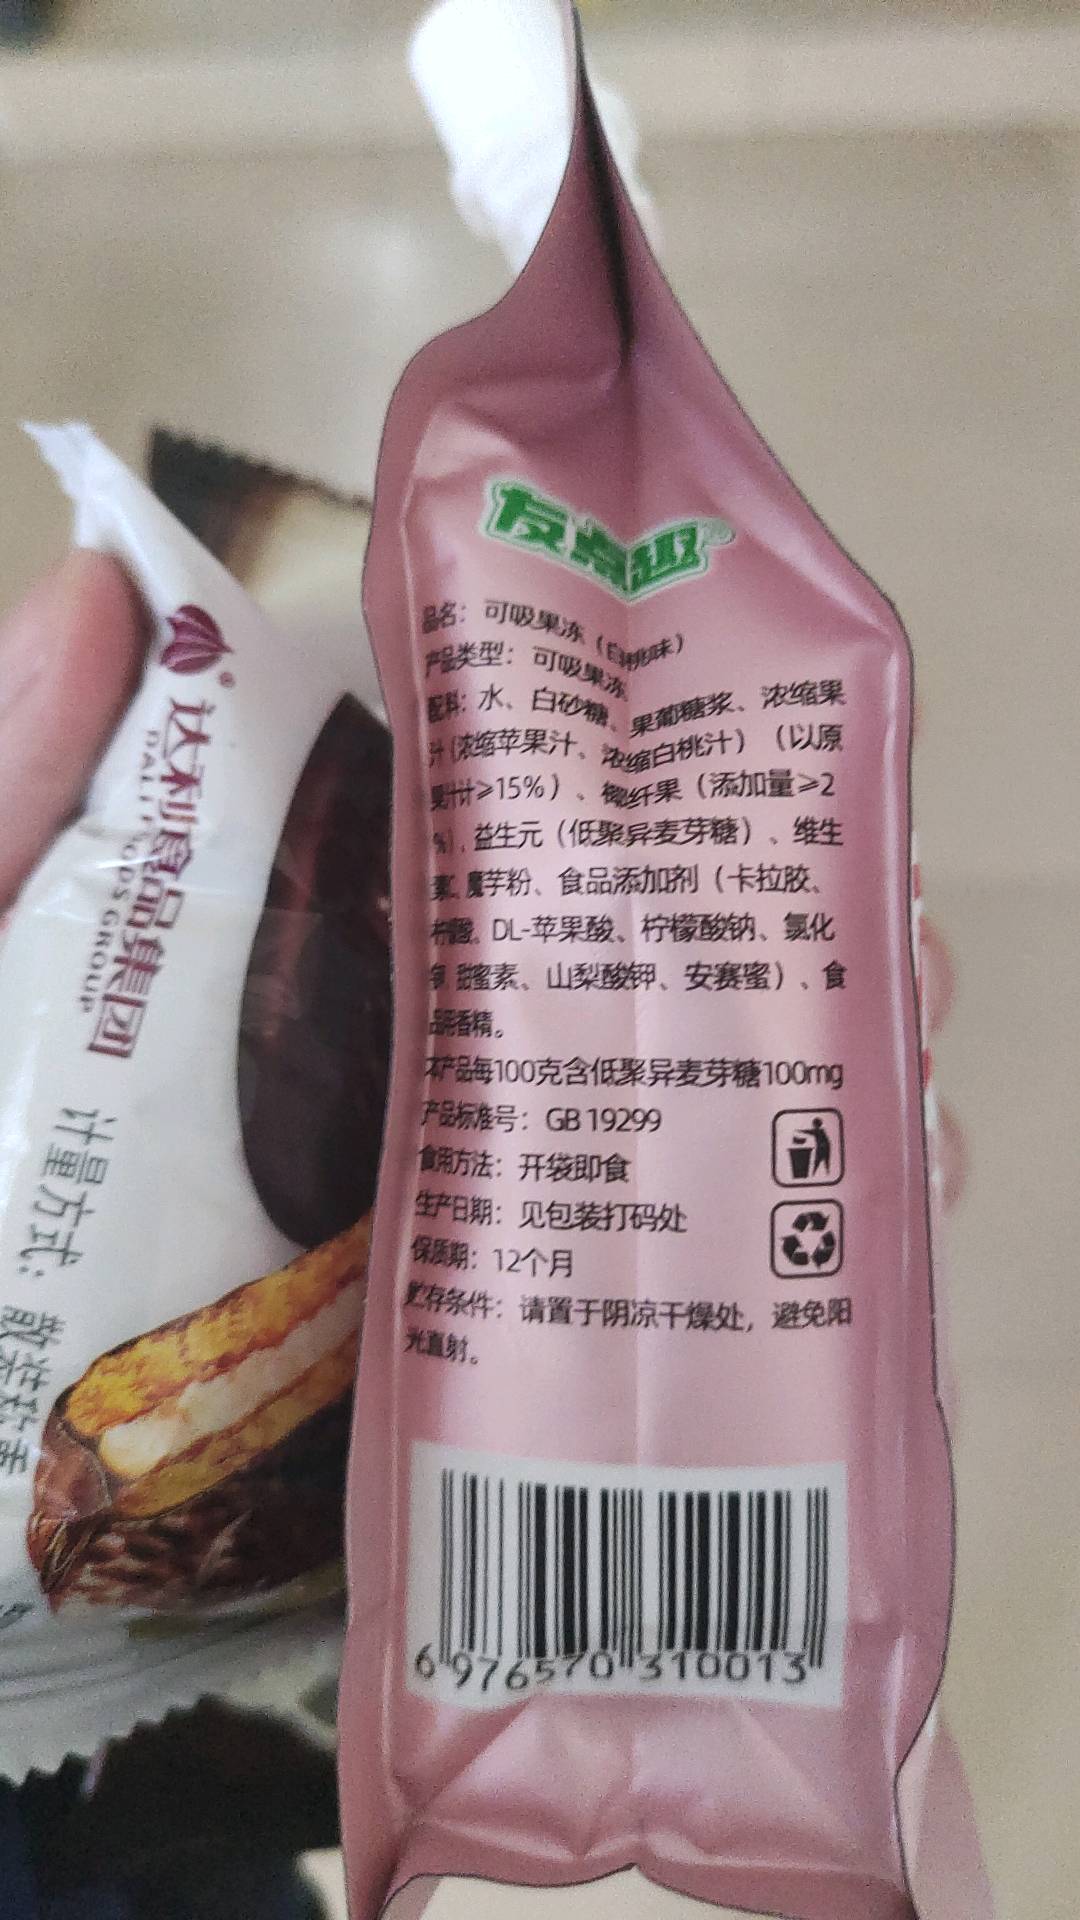 友点趣®
品名：可吸果冻（白桃味）
产品类型：可吸果冻
配料：水、白砂糖、果葡糖浆、浓缩果
汁（浓缩苹果汁、浓缩白桃汁）（以原
果汁计≥15%）、椰纤果（添加量≥2
%）、益生元（低聚异麦芽糖）、维生
素、魔芋粉、食品添加剂（卡拉胶、
柠檬酸、DL-苹果酸、柠檬酸钠、氯化
甜蜜素、山梨酸钾、安赛蜜）、食
品用香精。
本产品每100克含低聚异麦芽糖100mg
产品标准号：GB 19299
食用方法：开袋即食
生产日期：见包装打码处
保质期：12个月
贮存条件：请置于阴凉干燥处，避免阳
光直射。
6 976570 310013
达利食品集团®
DALI FOODS GROUP
计量方式：散装称重